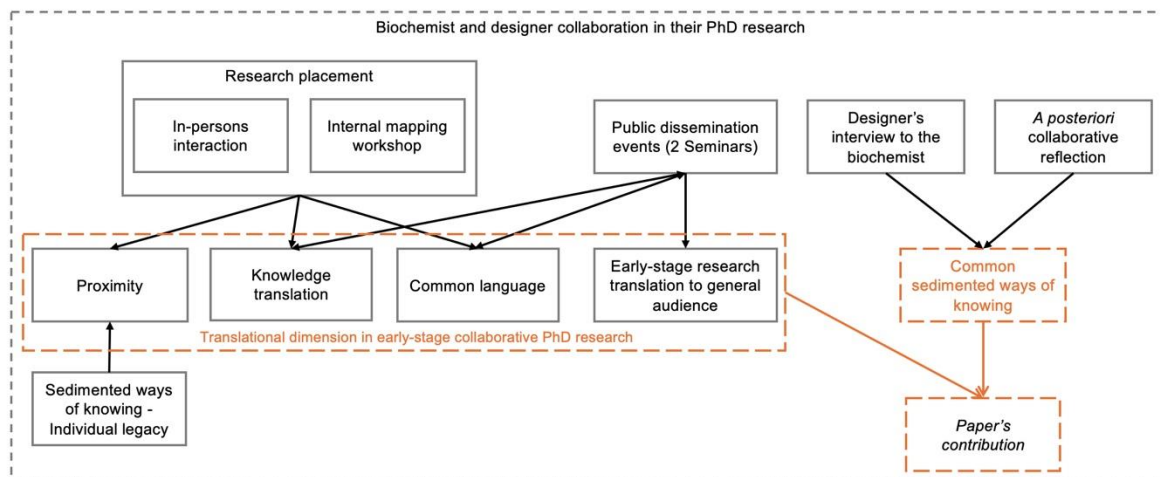 Biochemist and designer collaboration in their PhD research
Research placement
In-persons
interaction
Internal mapping
workshop
Public dissemination
events (2 Seminars)
Designer's
interview to the
biochemist
A posteriori
collaborative
reflection
Proximity
Knowledge
translation
Common language
Early-stage research
translation to general
audience
Common
sedimented ways of
knowing
Translational dimension in early-stage collaborative PhD research
Sedimented ways
of knowing -
Individual legacy
Paper's
contribution